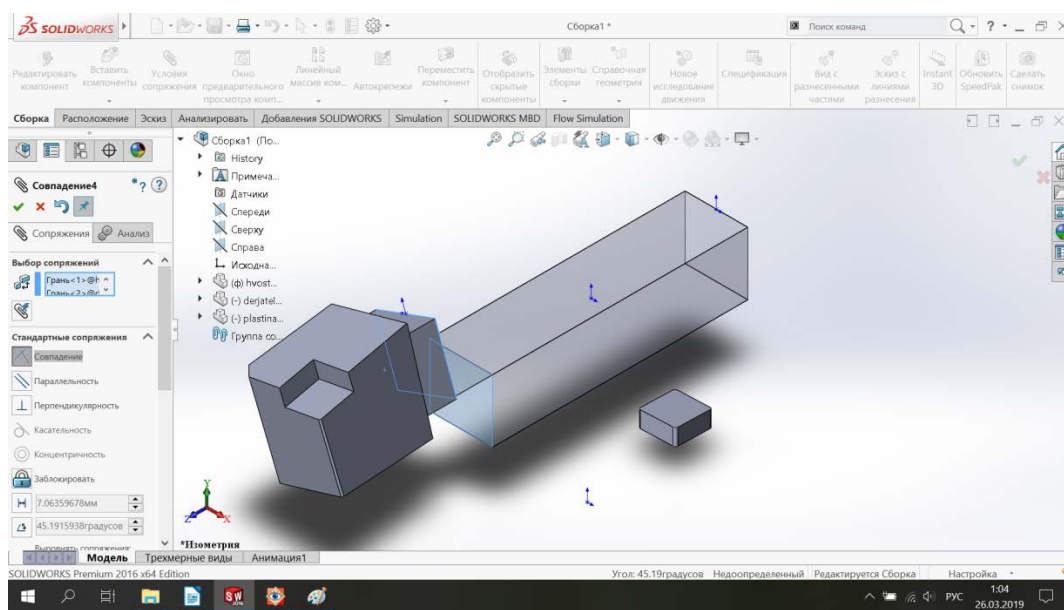 SOLIDWORKS
Сборка1 *
Поиск команд
Редактировать компонент
Вставить компоненты
Условия сопряжения
Окно предварительного просмотра комп...
Линейный массив ком...
Автокрепежи
Переместить компонент
Отобразить скрытые компоненты
Элементы сборки
Справочная геометрия
Новое исследование движения
Спецификация
Вид с разнесенными частями
Эскиз с линиями разнесения
Instant 3D
Обновить SpeedPak
Сделать снимок
Сборка Расположение Эскиз Анализировать Добавления SOLIDWORKS Simulation SOLIDWORKS MBD Flow Simulation
Совпадение4
Сопряжения Анализ
Выбор сопряжений
Грань<1>@h
Стандартные сопряжения
Совпадение
Параллельность
Перпендикулярность
Касательность
Концентричность
Заблокировать
7.06359678мм
45.1915938градусов
Выровнять сопряжения:
Сборка1 (По...
History
Примеча...
Датчики
Спереди
Сверху
Справа
Исходна...
(ф) hvost...
(-) derjatel...
(-) plastina...
Группа со...
Y
Z
X
*Изометрия
Модель Трехмерные виды Анимация1
SOLIDWORKS Premium 2016 x64 Edition
Угол: 45.19градусов Недоопределенный Редактируется Сборка Настройка
РУС
1:04
26.03.2019